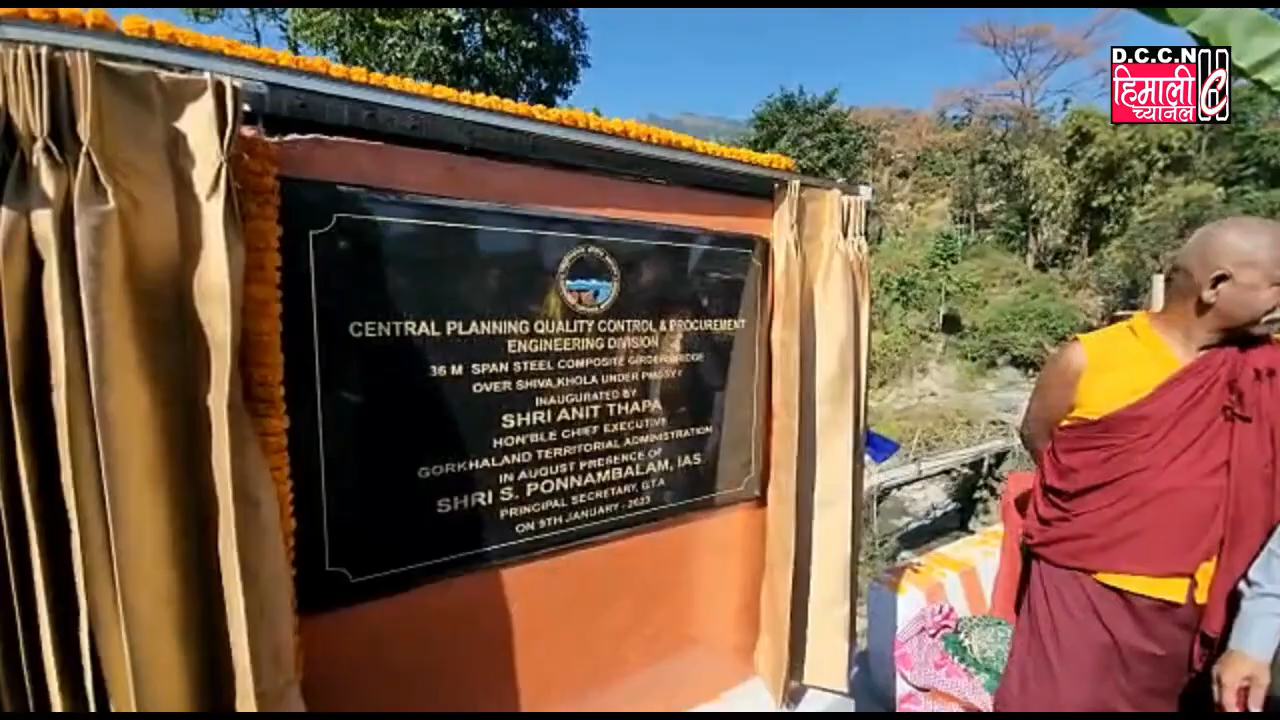 D.C.C.N
हिमाली
च्यानल
CENTRAL PLANNING QUALITY CONTROL & PROCUREMENT
ENGINEERING DIVISION
36 M SPAN STEEL COMPOSITE GIRDER BRIDGE
OVER SHIVA KHOLA UNDER
INAUGURATED BY
SHRI ANIT THAPA
HON'BLE CHIEF EXECUTIVE
GORKHALAND TERRITORIAL ADMINISTRATION
IN AUGUST PRESENCE OF
SHRI S. PONNAMBALAM, IAS
PRINCIPAL SECRETARY, GTA
ON 9TH JANUARY - 2023